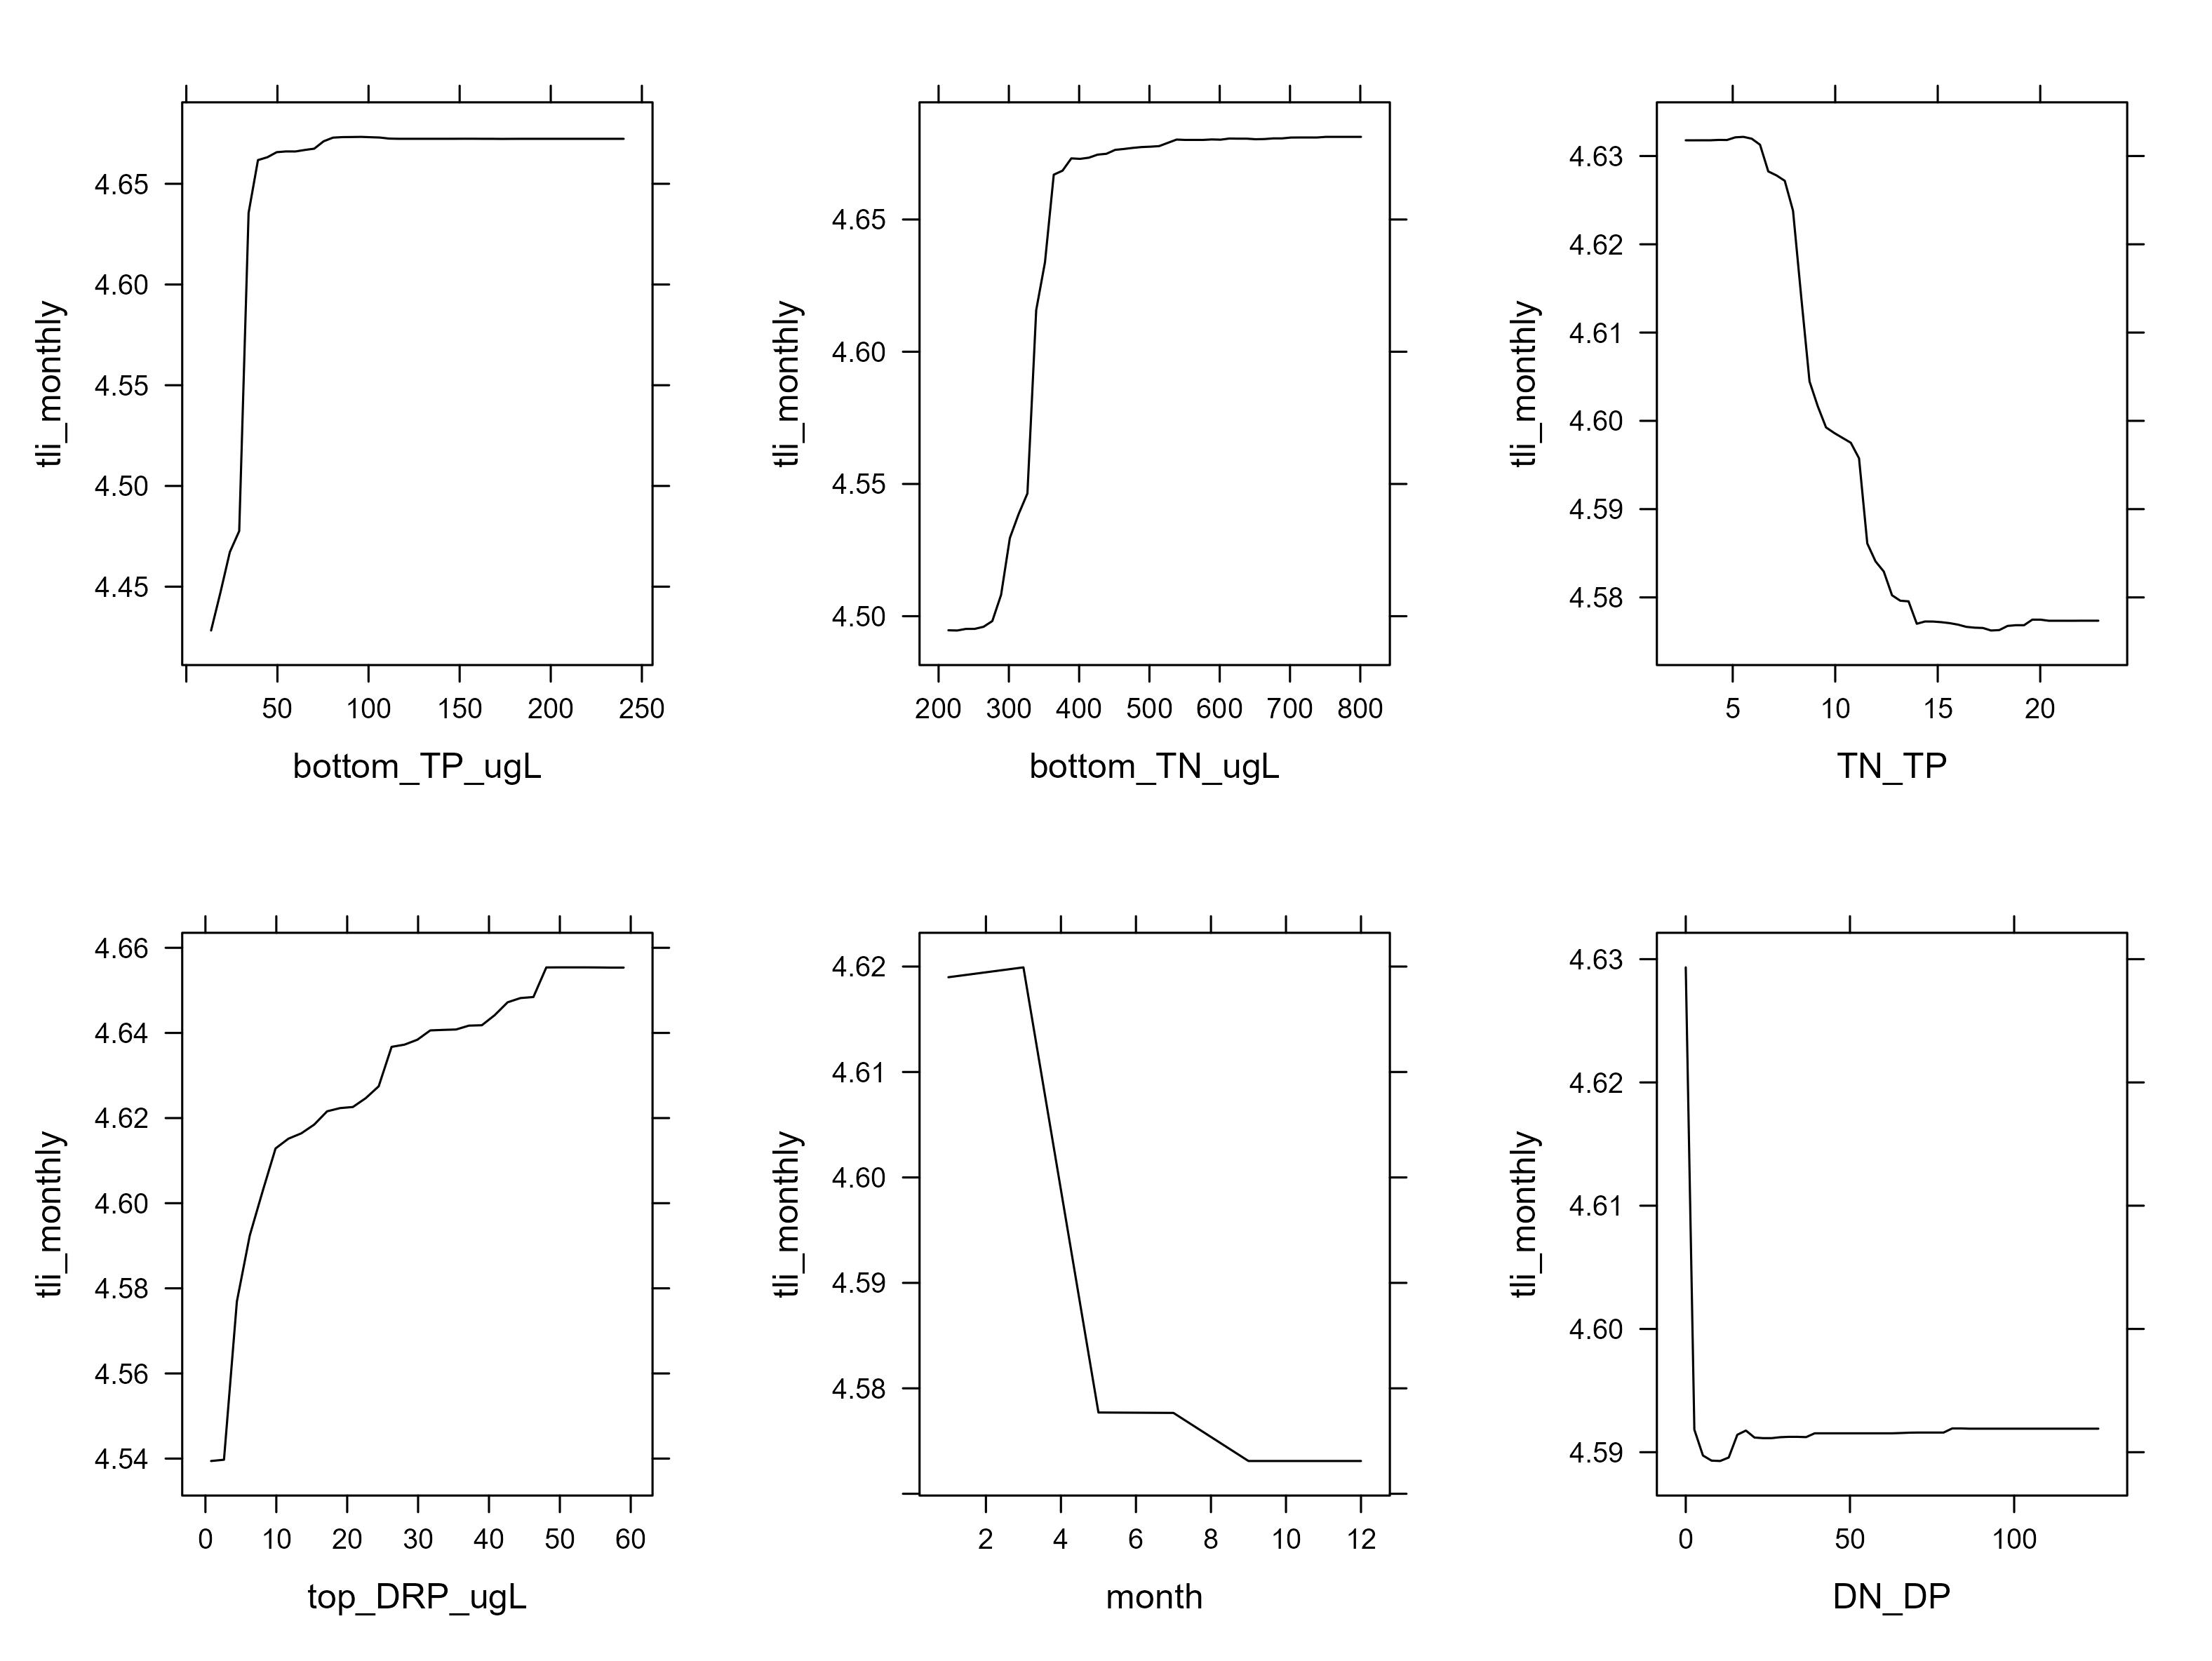 4.65
4.60
4.55
4.50
4.45
tli_monthly
50 100 150 200 250
bottom_TP_ugL
4.65
4.60
4.55
4.50
tli_monthly
200 300 400 500 600 700 800
bottom_TN_ugL
4.63
4.62
4.61
4.60
4.59
4.58
tli_monthly
5 10 15 20
TN_TP
4.66
4.64
4.62
4.60
4.58
4.56
4.54
tli_monthly
0 10 20 30 40 50 60
top_DRP_ugL
4.62
4.61
4.60
4.59
4.58
tli_monthly
2 4 6 8 10 12
month
4.63
4.62
4.61
4.60
4.59
tli_monthly
0 50 100
DN_DP